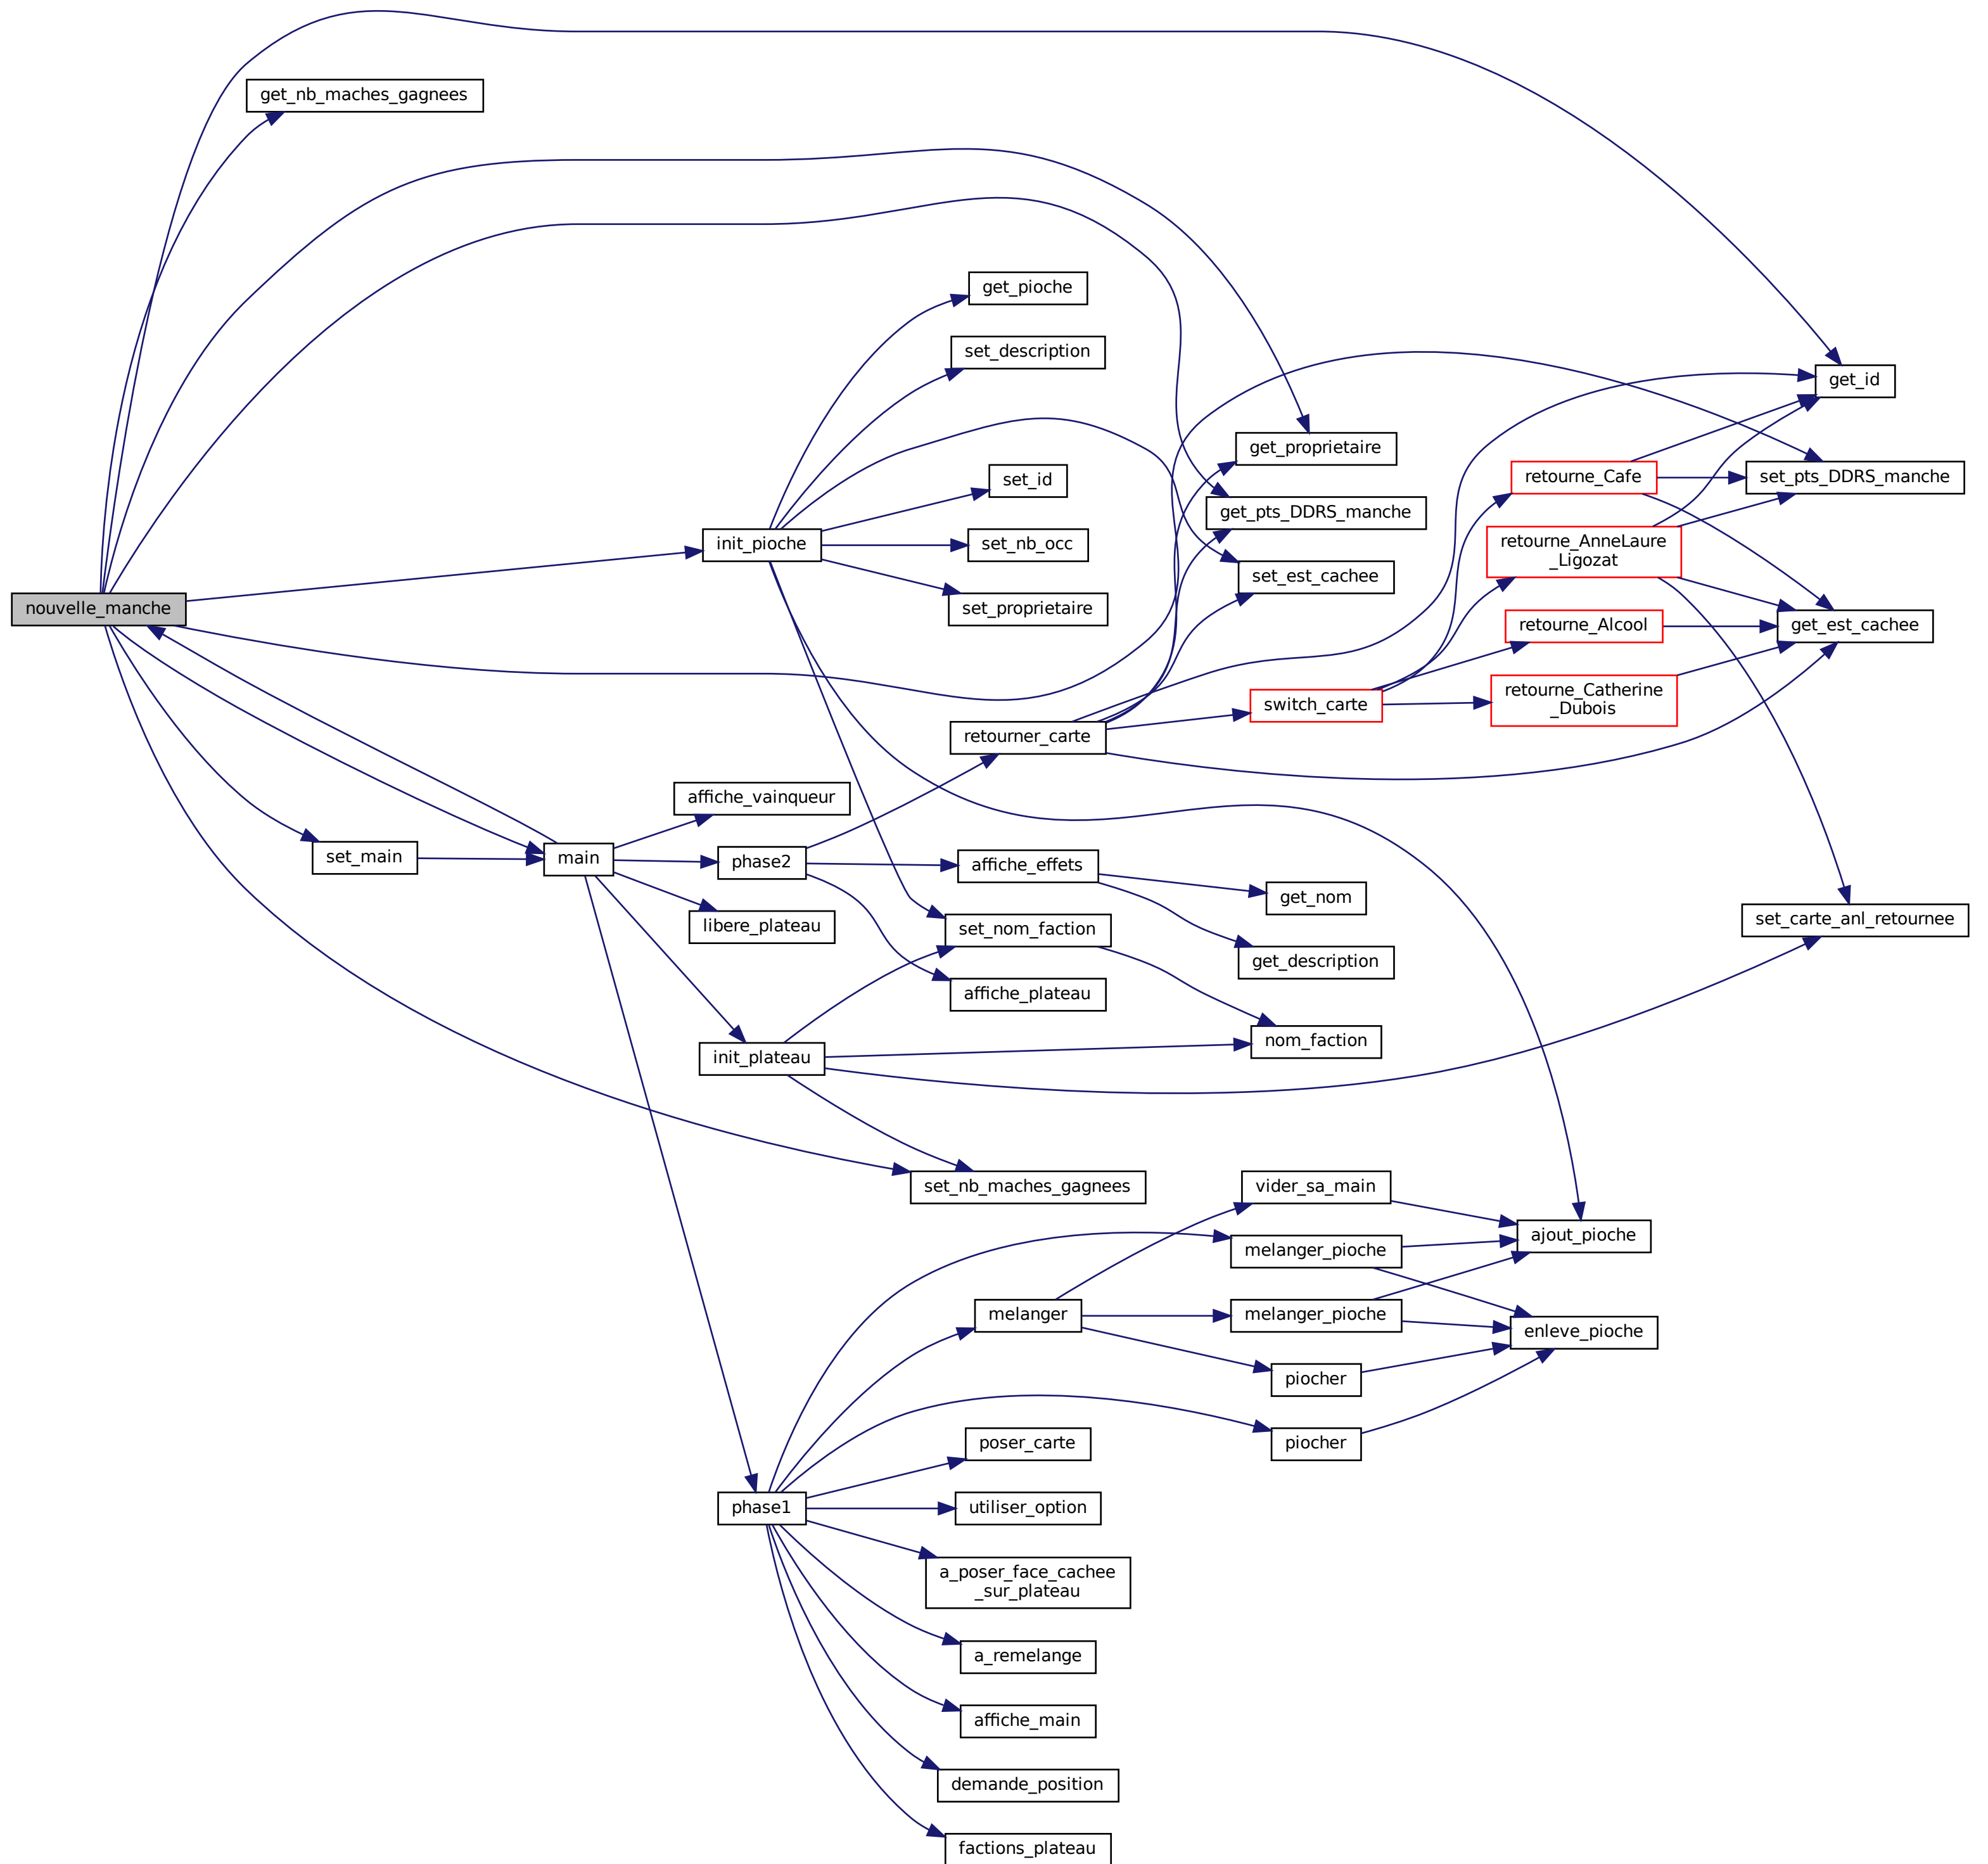 get_nb_maches_gagnees
get_pioche
set_description
get_id
get_proprietaire
set_id
retourne_Cafe
set_pts_DDRS_manche
get_pts_DDRS_manche
init_pioche
set_nb_occ
retourne_AnneLaure
_Ligozat
set_est_cachee
nouvelle_manche
set_proprietaire
retourne_Alcool
get_est_cachee
switch_carte
retourne_Catherine
_Dubois
retourner_carte
affiche_vainqueur
set_main
main
phase2
affiche_effets
get_nom
libere_plateau
set_nom_faction
set_carte_anl_retournee
get_description
affiche_plateau
init_plateau
nom_faction
set_nb_maches_gagnees
vider_sa_main
ajout_pioche
melanger_pioche
melanger
melanger_pioche
enleve_pioche
piocher
poser_carte
piocher
phase1
utiliser_option
a_poser_face_cachee
_sur_plateau
a_remelange
affiche_main
demande_position
factions_plateau